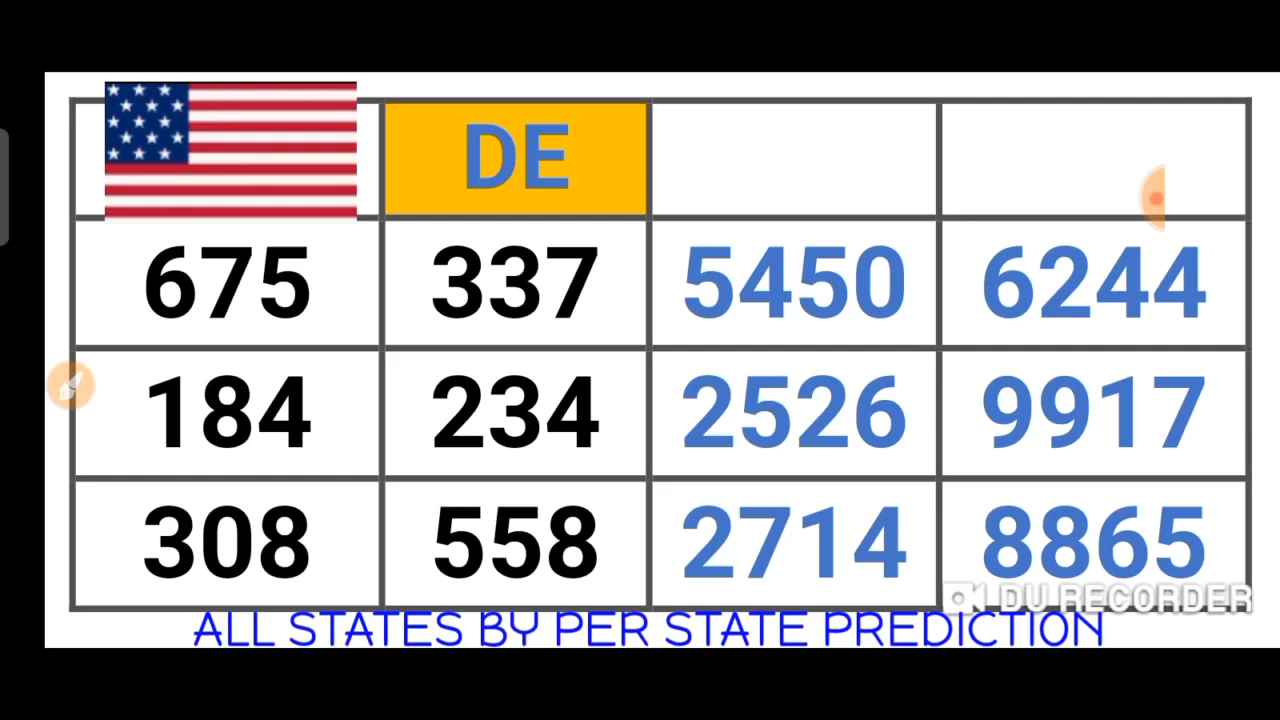 DE
675 337 5450 6244
184 234 2526 9917
308 558 2714 8865
DU RECORDER
ALL STATES BY PER STATE PREDICTION